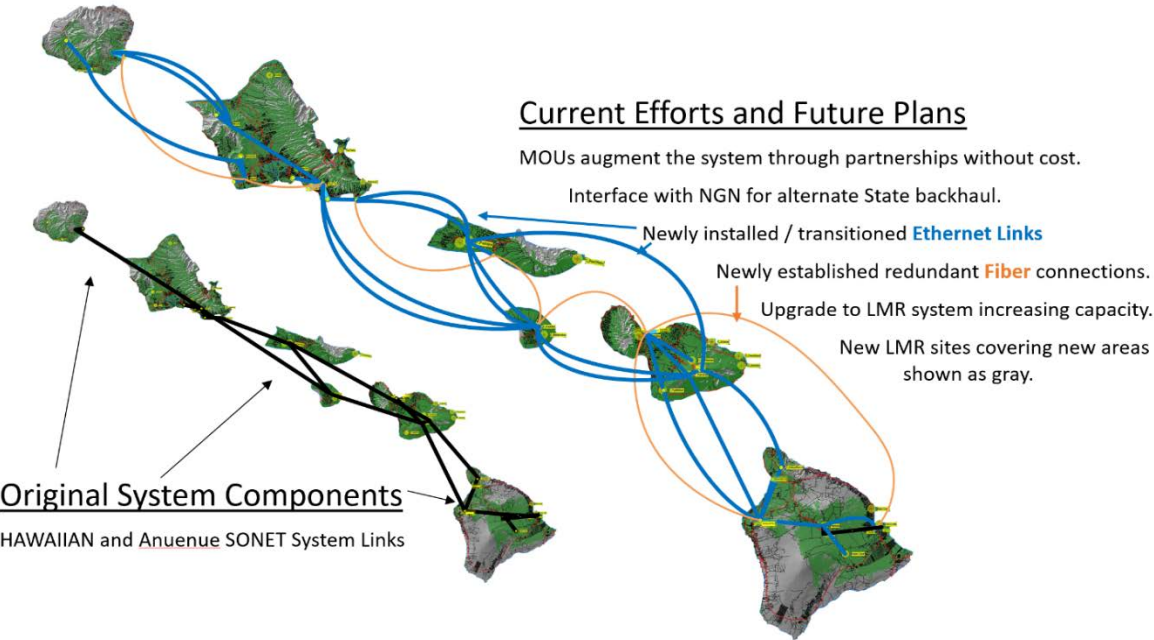 Current Efforts and Future Plans
MOUs augment the system through partnerships without cost.
Interface with NGN for alternate State backhaul.
Newly installed / transitioned Ethernet Links
Newly established redundant Fiber connections.
Upgrade to LMR system increasing capacity.
New LMR sites covering new areas
shown as gray.
Original System Components
HAWAIIAN and Anuenue SONET System Links